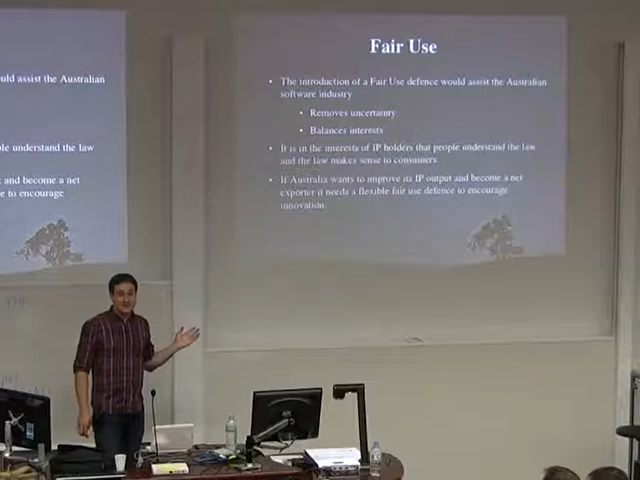 uld assist the Australian
ple understand the law
t and become a net
e to encourage
Fair Use
• The introduction of a Fair Use defence would assist the Australian
software industry
• Removes uncertainty
• Balances interests
• It is in the interests of IP holders that people understand the law
and the law makes sense to consumers.
• If Australia wants to improve its IP output and become a net
exporter it needs a flexible fair use defence to encourage
innovation.